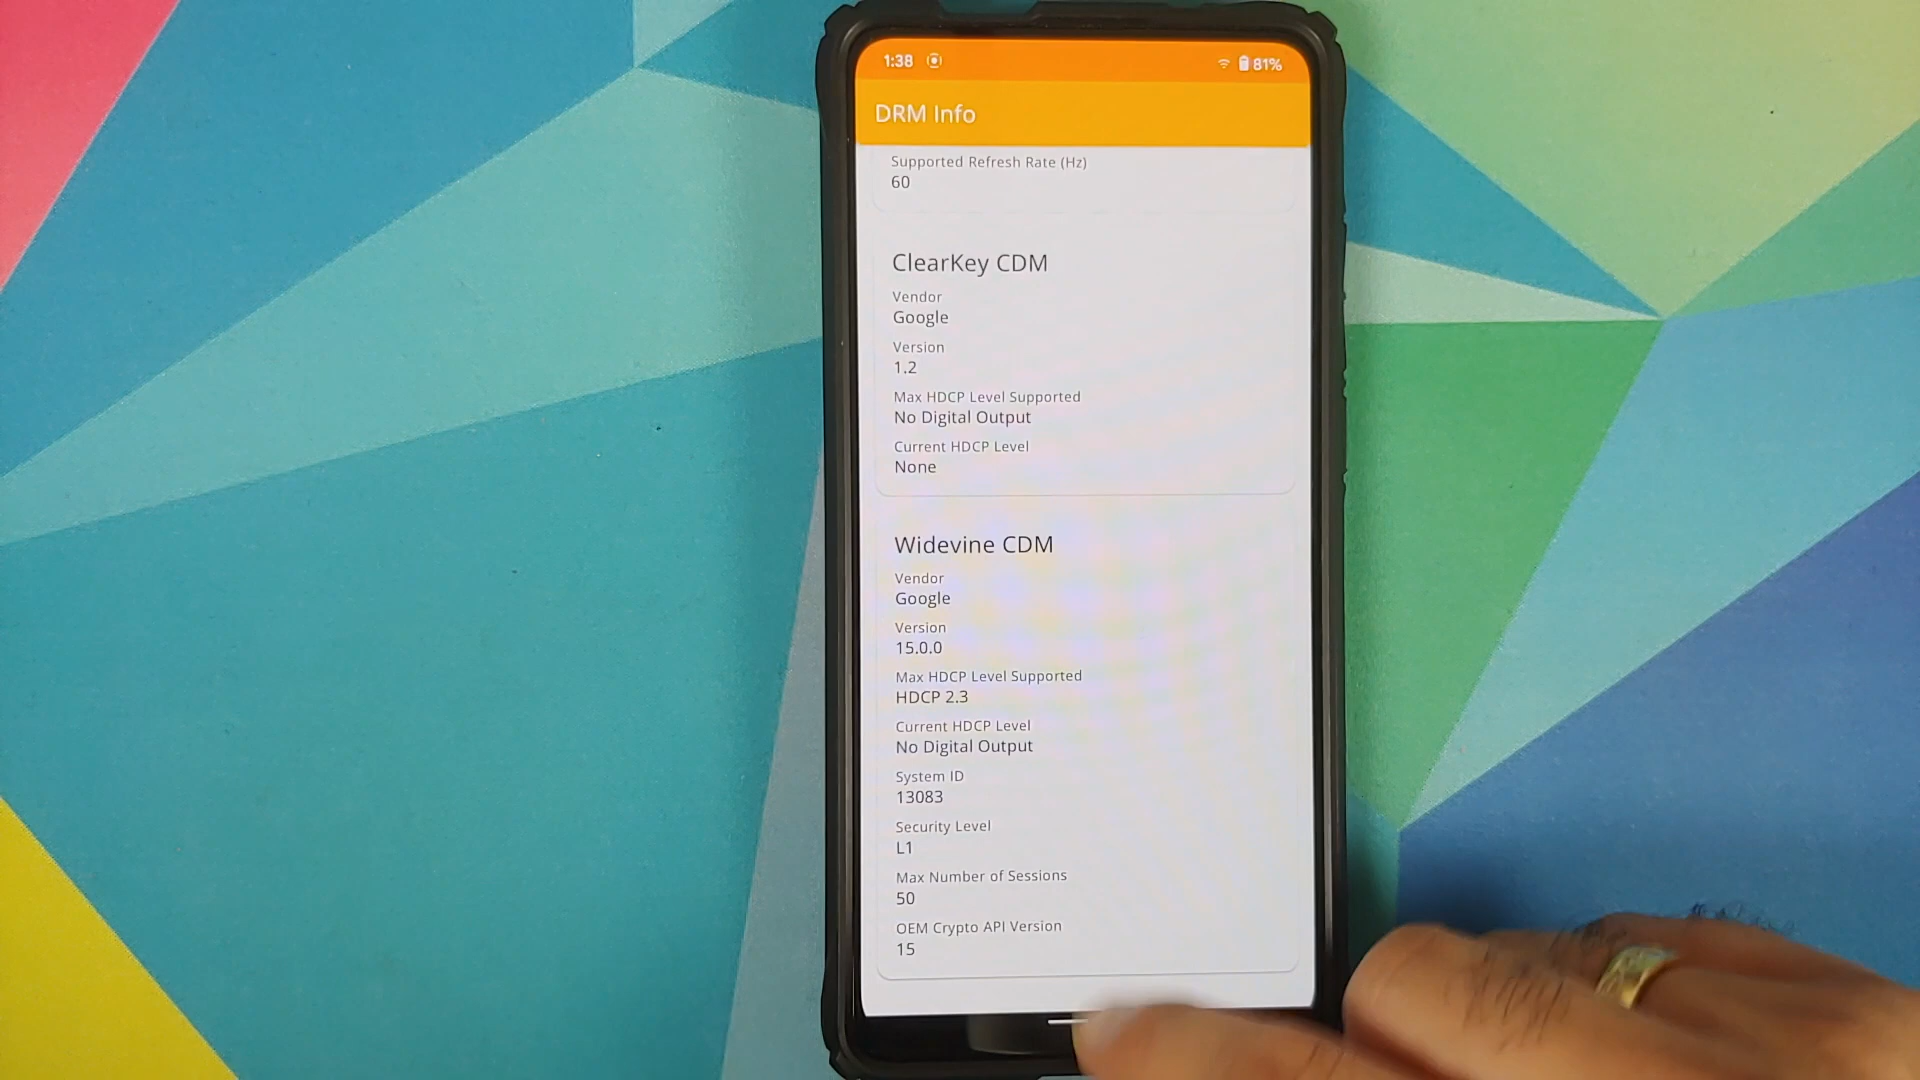 1:38
81%
DRM Info
Supported Refresh Rate (Hz)
60
ClearKey CDM
Vendor
Google
Version
1.2
Max HDCP Level Supported
No Digital Output
Current HDCP Level
None
Widevine CDM
Vendor
Google
Version
15.0.0
Max HDCP Level Supported
HDCP 2.3
Current HDCP Level
No Digital Output
System ID
13083
Security Level
L1
Max Number of Sessions
50
OEM Crypto API Version
15